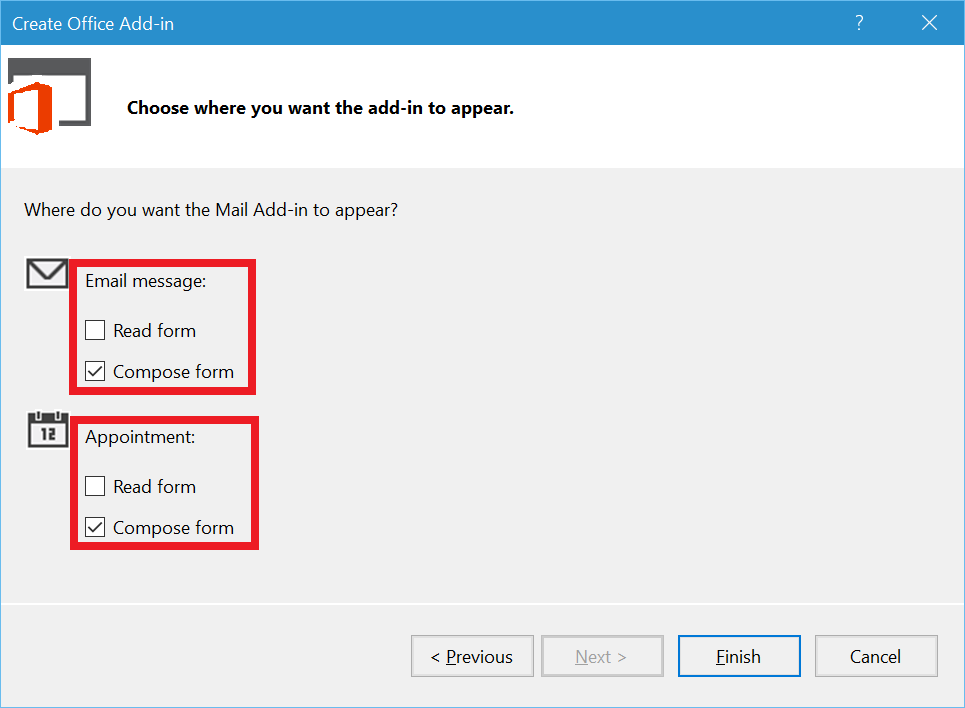 Create Office Add-in ?
Choose where you want the add-in to appear.
Where do you want the Mail Add-in to appear?
Email message:
Read form
Compose form
12
Appointment:
Read form
Compose form
< Previous Next > Finish Cancel